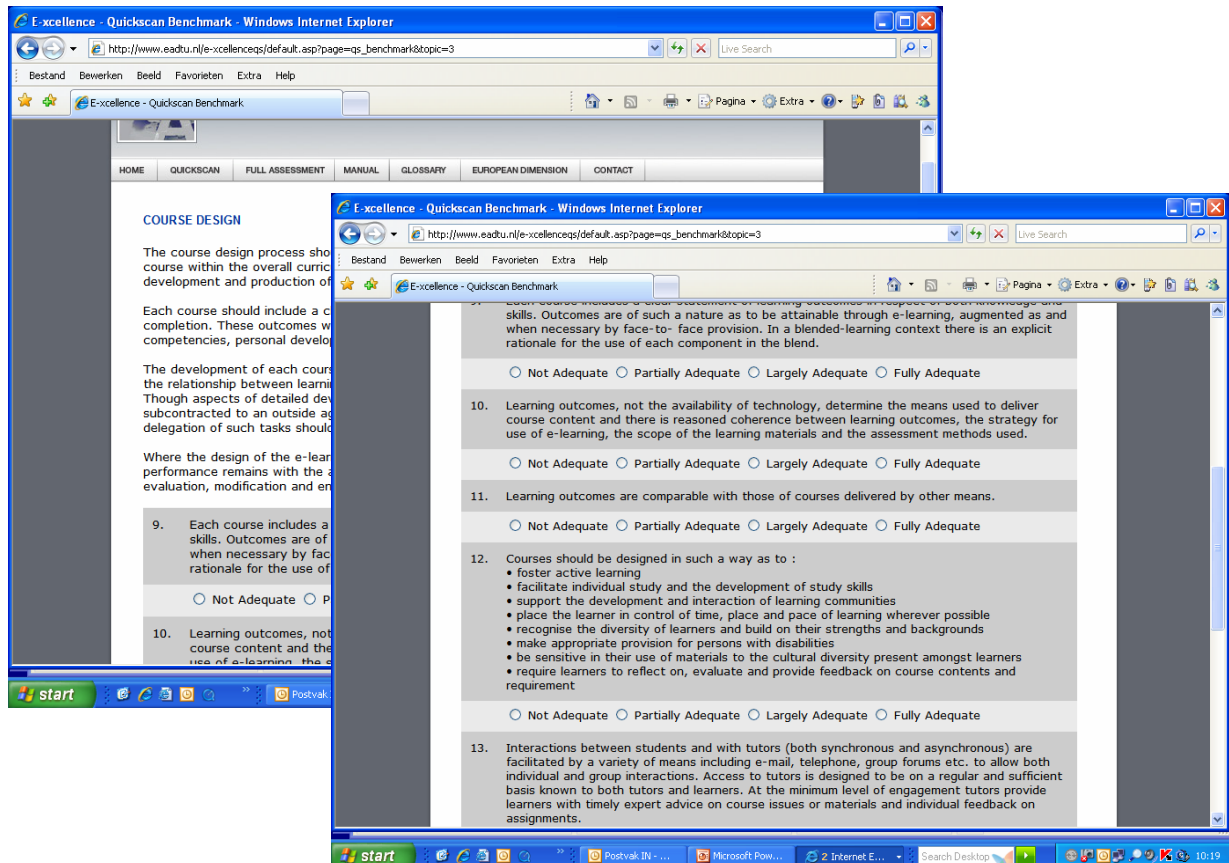 E-xcellence - Quickscan Benchmark - Windows Internet Explorer
http://www.eadtu.nl/e-xcellenceqs/default.asp?page=qs_benchmark&topic=3
Live Search
Bestand Bewerken Beeld Favorieten Extra Help
E-xcellence - Quickscan Benchmark
Pagina Extra
HOME QUICKSCAN FULL ASSESSMENT MANUAL GLOSSARY EUROPEAN DIMENSION CONTACT
COURSE DESIGN
The course design process sho
course within the overall curric
development and production of
Each course should include a c
completion. These outcomes w
competencies, personal develop
The development of each cours
the relationship between learni
Though aspects of detailed dev
subcontracted to an outside ag
delegation of such tasks should
Where the design of the e-lear
performance remains with the a
evaluation, modification and en
9. Each course includes a
skills. Outcomes are of
when necessary by fac
rationale for the use of
Not Adequate P
10. Learning outcomes, not
course content and the
use of e-learning, the s
start
»
Postvak
E-xcellence - Quickscan Benchmark - Windows Internet Explorer
http://www.eadtu.nl/e-xcellenceqs/default.asp?page=qs_benchmark&topic=3
Live Search
Bestand Bewerken Beeld Favorieten Extra Help
E-xcellence - Quickscan Benchmark
Pagina Extra
9. Each course includes a clear statement of learning outcomes in respect of both knowledge and
skills. Outcomes are of such a nature as to be attainable through e-learning, augmented as and
when necessary by face-to- face provision. In a blended-learning context there is an explicit
rationale for the use of each component in the blend.
Not Adequate Partially Adequate Largely Adequate Fully Adequate
10. Learning outcomes, not the availability of technology, determine the means used to deliver
course content and there is reasoned coherence between learning outcomes, the strategy for
use of e-learning, the scope of the learning materials and the assessment methods used.
Not Adequate Partially Adequate Largely Adequate Fully Adequate
11. Learning outcomes are comparable with those of courses delivered by other means.
Not Adequate Partially Adequate Largely Adequate Fully Adequate
12. Courses should be designed in such a way as to :
• foster active learning
• facilitate individual study and the development of study skills
• support the development and interaction of learning communities
• place the learner in control of time, place and pace of learning wherever possible
• recognise the diversity of learners and build on their strengths and backgrounds
• make appropriate provision for persons with disabilities
• be sensitive in their use of materials to the cultural diversity present amongst learners
• require learners to reflect on, evaluate and provide feedback on course contents and
requirement
Not Adequate Partially Adequate Largely Adequate Fully Adequate
13. Interactions between students and with tutors (both synchronous and asynchronous) are
facilitated by a variety of means including e-mail, telephone, group forums etc. to allow both
individual and group interactions. Access to tutors is designed to be on a regular and sufficient
basis known to both tutors and learners. At the minimum level of engagement tutors provide
learners with timely expert advice on course issues or materials and individual feedback on
assignments.
start » Postvak IN - ... Microsoft Pow... 2 Internet E... Search Desktop 10:19